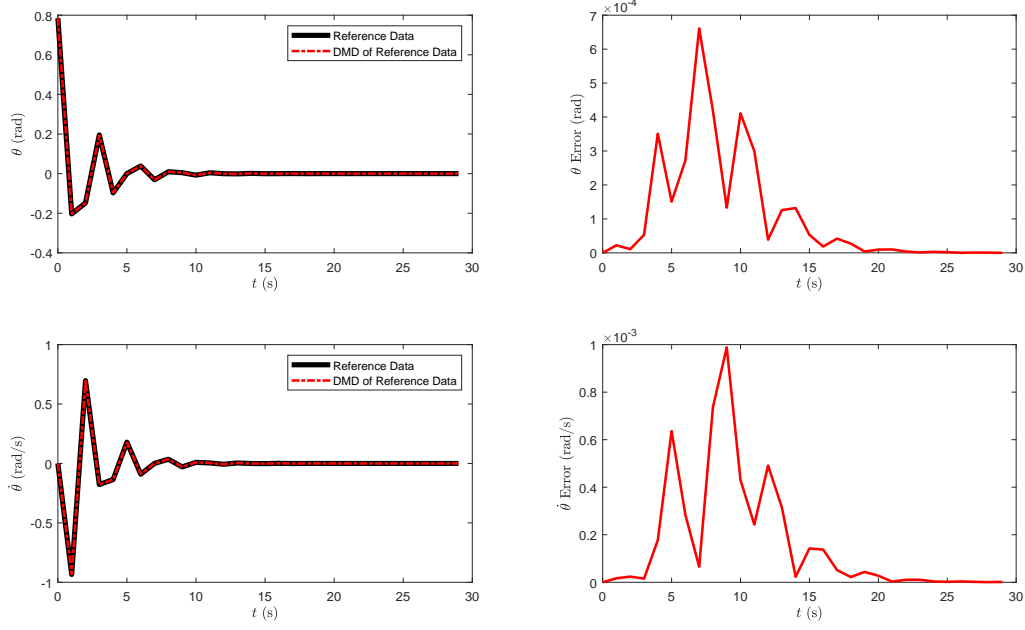 0.8
0.6
0.4
0.2
0
-0.2
-0.4
θ (rad)
0 5 10 15 20 25 30
t (s)
Reference Data
DMD of Reference Data
×10⁻⁴
7
6
5
4
3
2
1
0
θ Error (rad)
0 5 10 15 20 25 30
t (s)
1
0.5
0
-0.5
-1
θ̇ (rad/s)
0 5 10 15 20 25 30
t (s)
Reference Data
DMD of Reference Data
×10⁻³
1
0.8
0.6
0.4
0.2
0
θ̇ Error (rad/s)
0 5 10 15 20 25 30
t (s)